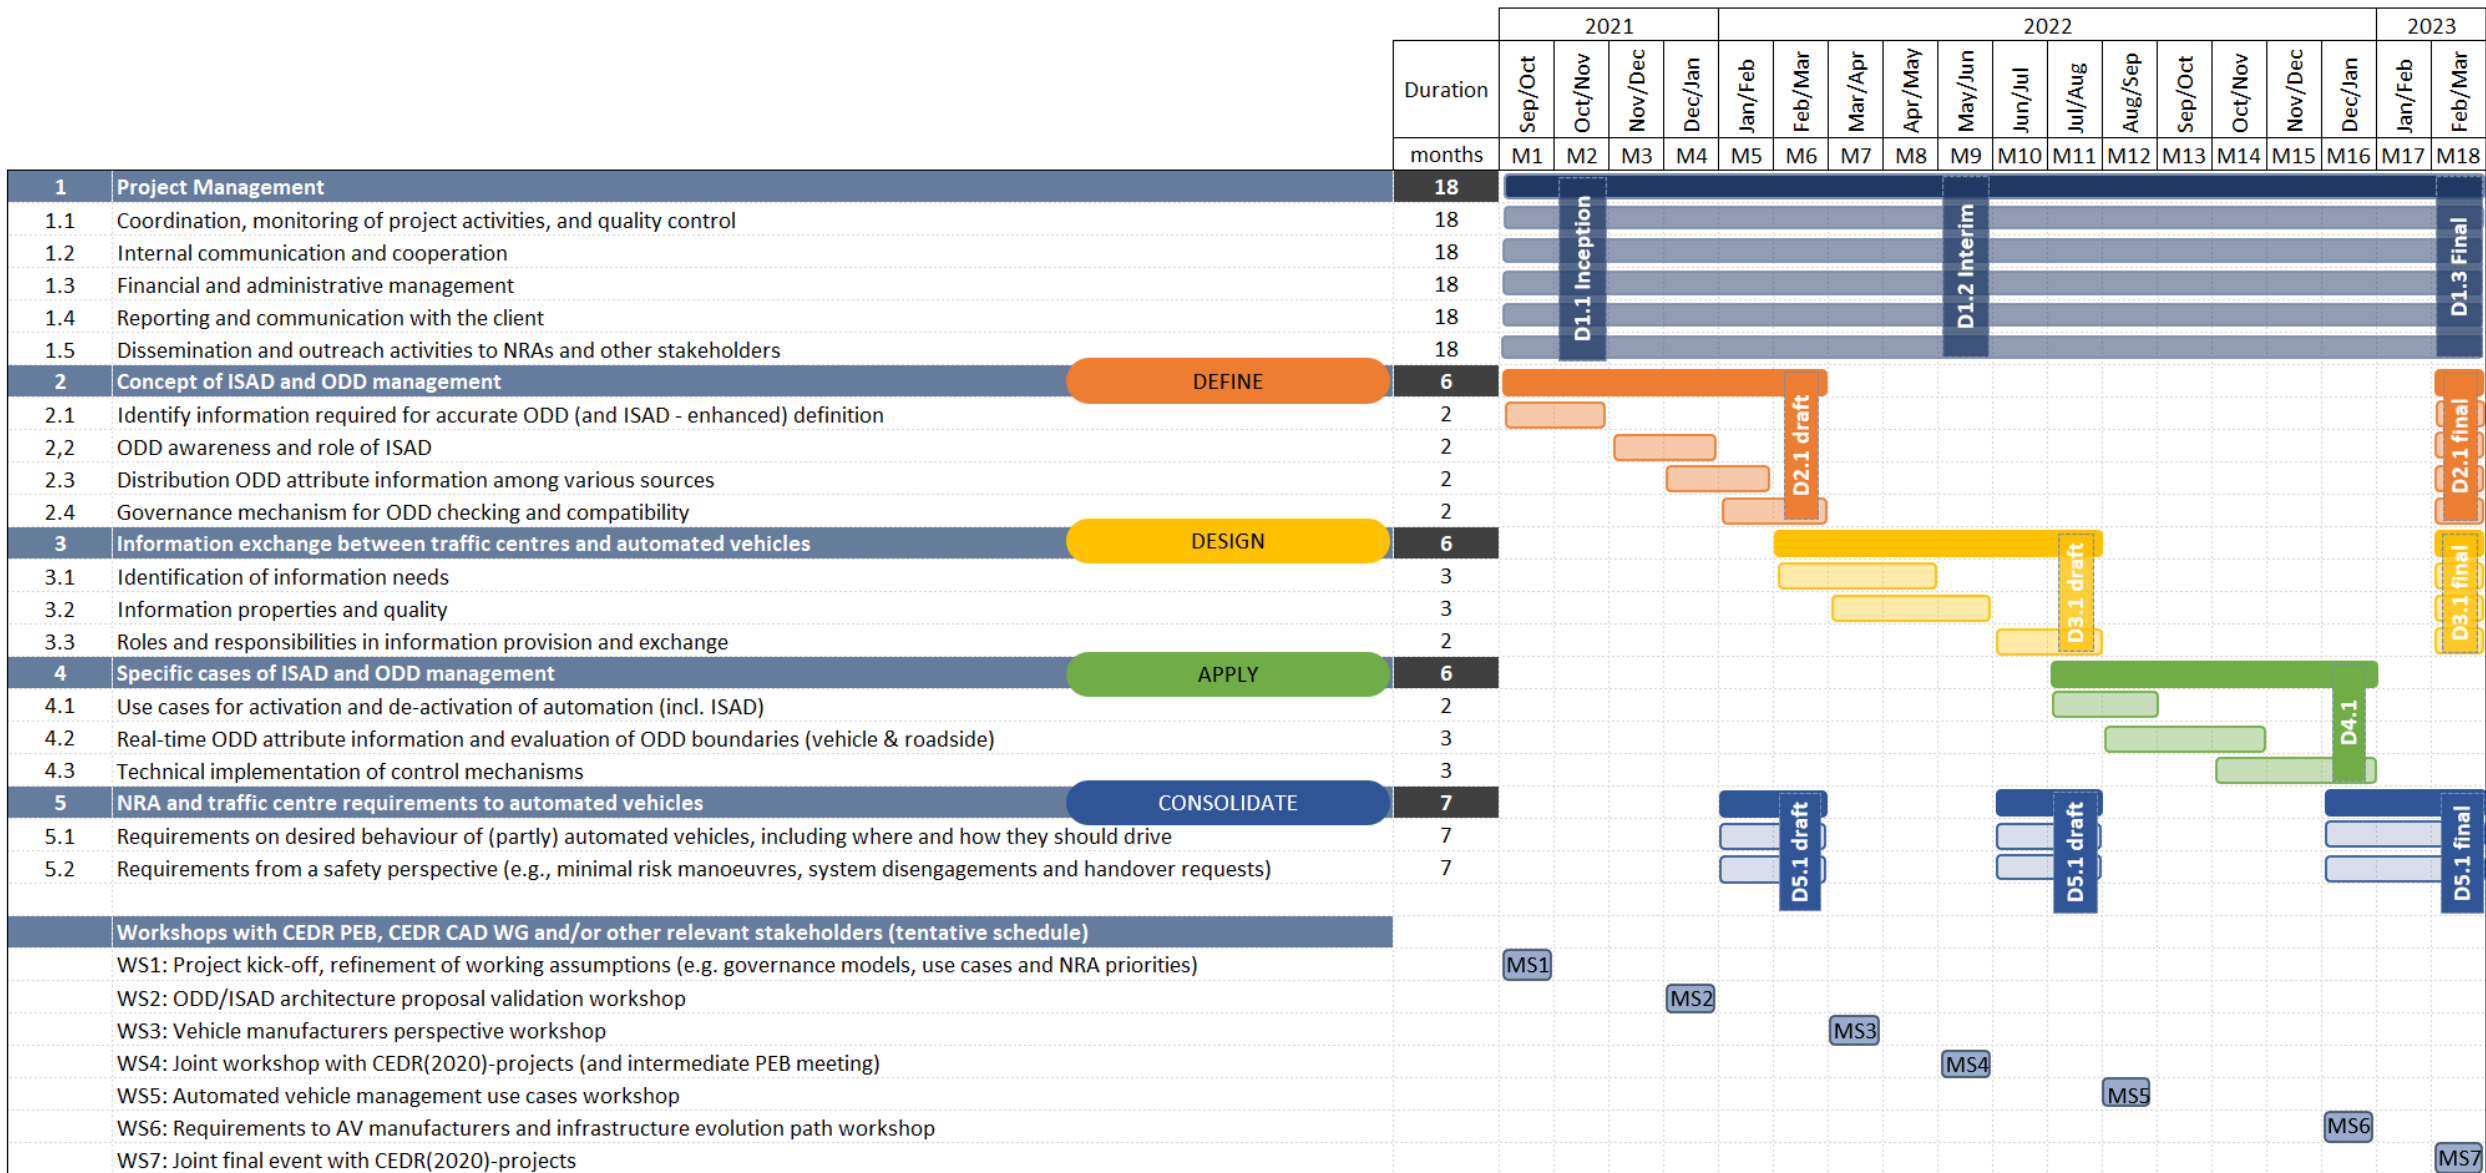 2021 2022 2023
Duration Sep/Oct Oct/Nov Nov/Dec Dec/Jan Jan/Feb Feb/Mar Mar/Apr Apr/May May/Jun Jun/Jul Jul/Aug Aug/Sep Sep/Oct Oct/Nov Nov/Dec Dec/Jan Jan/Feb Feb/Mar
months M1 M2 M3 M4 M5 M6 M7 M8 M9 M10 M11 M12 M13 M14 M15 M16 M17 M18
1 Project Management 18
1.1 Coordination, monitoring of project activities, and quality control 18
1.2 Internal communication and cooperation 18
1.3 Financial and administrative management 18
1.4 Reporting and communication with the client 18
1.5 Dissemination and outreach activities to NRAs and other stakeholders 18
D1.1 Inception
D1.2 Interim
D1.3 Final
2 Concept of ISAD and ODD management DEFINE 6
2.1 Identify information required for accurate ODD (and ISAD - enhanced) definition 2
2,2 ODD awareness and role of ISAD 2
2.3 Distribution ODD attribute information among various sources 2
2.4 Governance mechanism for ODD checking and compatibility 2
D2.1 draft
D2.1 final
3 Information exchange between traffic centres and automated vehicles DESIGN 6
3.1 Identification of information needs 3
3.2 Information properties and quality 3
3.3 Roles and responsibilities in information provision and exchange 2
D3.1 draft
D3.1 final
4 Specific cases of ISAD and ODD management APPLY 6
4.1 Use cases for activation and de-activation of automation (incl. ISAD) 2
4.2 Real-time ODD attribute information and evaluation of ODD boundaries (vehicle & roadside) 3
4.3 Technical implementation of control mechanisms 3
D4.1
5 NRA and traffic centre requirements to automated vehicles CONSOLIDATE 7
5.1 Requirements on desired behaviour of (partly) automated vehicles, including where and how they should drive 7
5.2 Requirements from a safety perspective (e.g., minimal risk manoeuvres, system disengagements and handover requests) 7
D5.1 draft
D5.1 draft
D5.1 final
Workshops with CEDR PEB, CEDR CAD WG and/or other relevant stakeholders (tentative schedule)
WS1: Project kick-off, refinement of working assumptions (e.g. governance models, use cases and NRA priorities) MS1
WS2: ODD/ISAD architecture proposal validation workshop MS2
WS3: Vehicle manufacturers perspective workshop MS3
WS4: Joint workshop with CEDR(2020)-projects (and intermediate PEB meeting) MS4
WS5: Automated vehicle management use cases workshop MS5
WS6: Requirements to AV manufacturers and infrastructure evolution path workshop MS6
WS7: Joint final event with CEDR(2020)-projects MS7